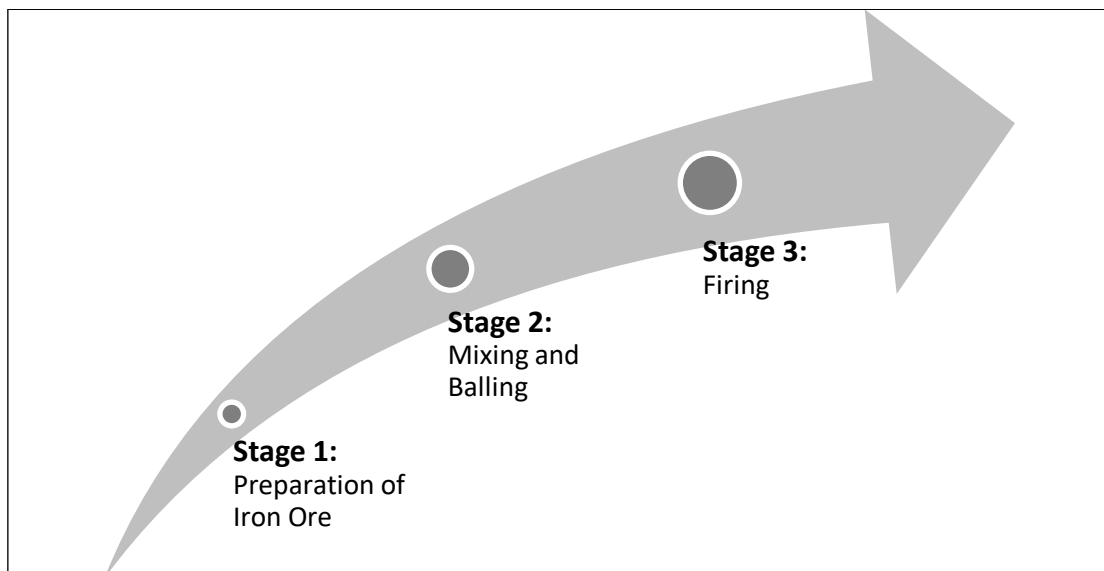 Stage 1:
Preparation of
Iron Ore
Stage 2:
Mixing and
Balling
Stage 3:
Firing